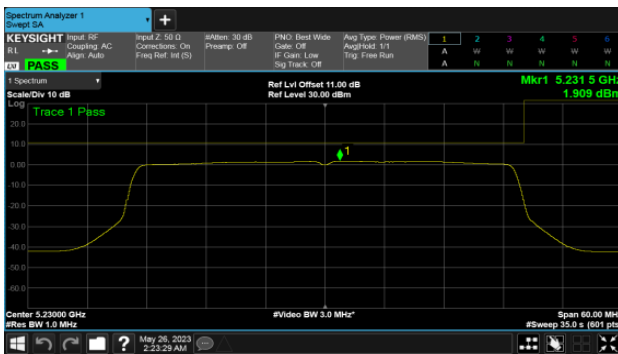 Spectrum Analyzer 1
Swept SA
KEYSIGHT Input: RF Input Z: 50 Ω #Atten: 30 dB PNO: Best Wide Avg Type: Power (RMS) 1 2 3 4 5 6
RL Coupling: AC Corrections: On Preamp: Off Gate: Off Avg|Hold: 1/1 A W W W W W
Align: Auto Freq Ref: Int (S) IF Gain: Low Trig: Free Run
LXI PASS Sig Track: Off A N N N N N
1 Spectrum Ref Lvl Offset 11.00 dB Mkr1 5.231 5 GHz
Scale/Div 10 dB Ref Level 30.00 dBm 1.909 dBm
Log Trace 1 Pass
20.0
10.0
1
0.00
-10.0
-20.0
-30.0
-40.0
-50.0
-60.0
Center 5.23000 GHz #Video BW 3.0 MHz* Span 60.00 MH
#Res BW 1.0 MHz #Sweep 35.0 s (601 pts
? May 26, 2023
2:23:29 AM